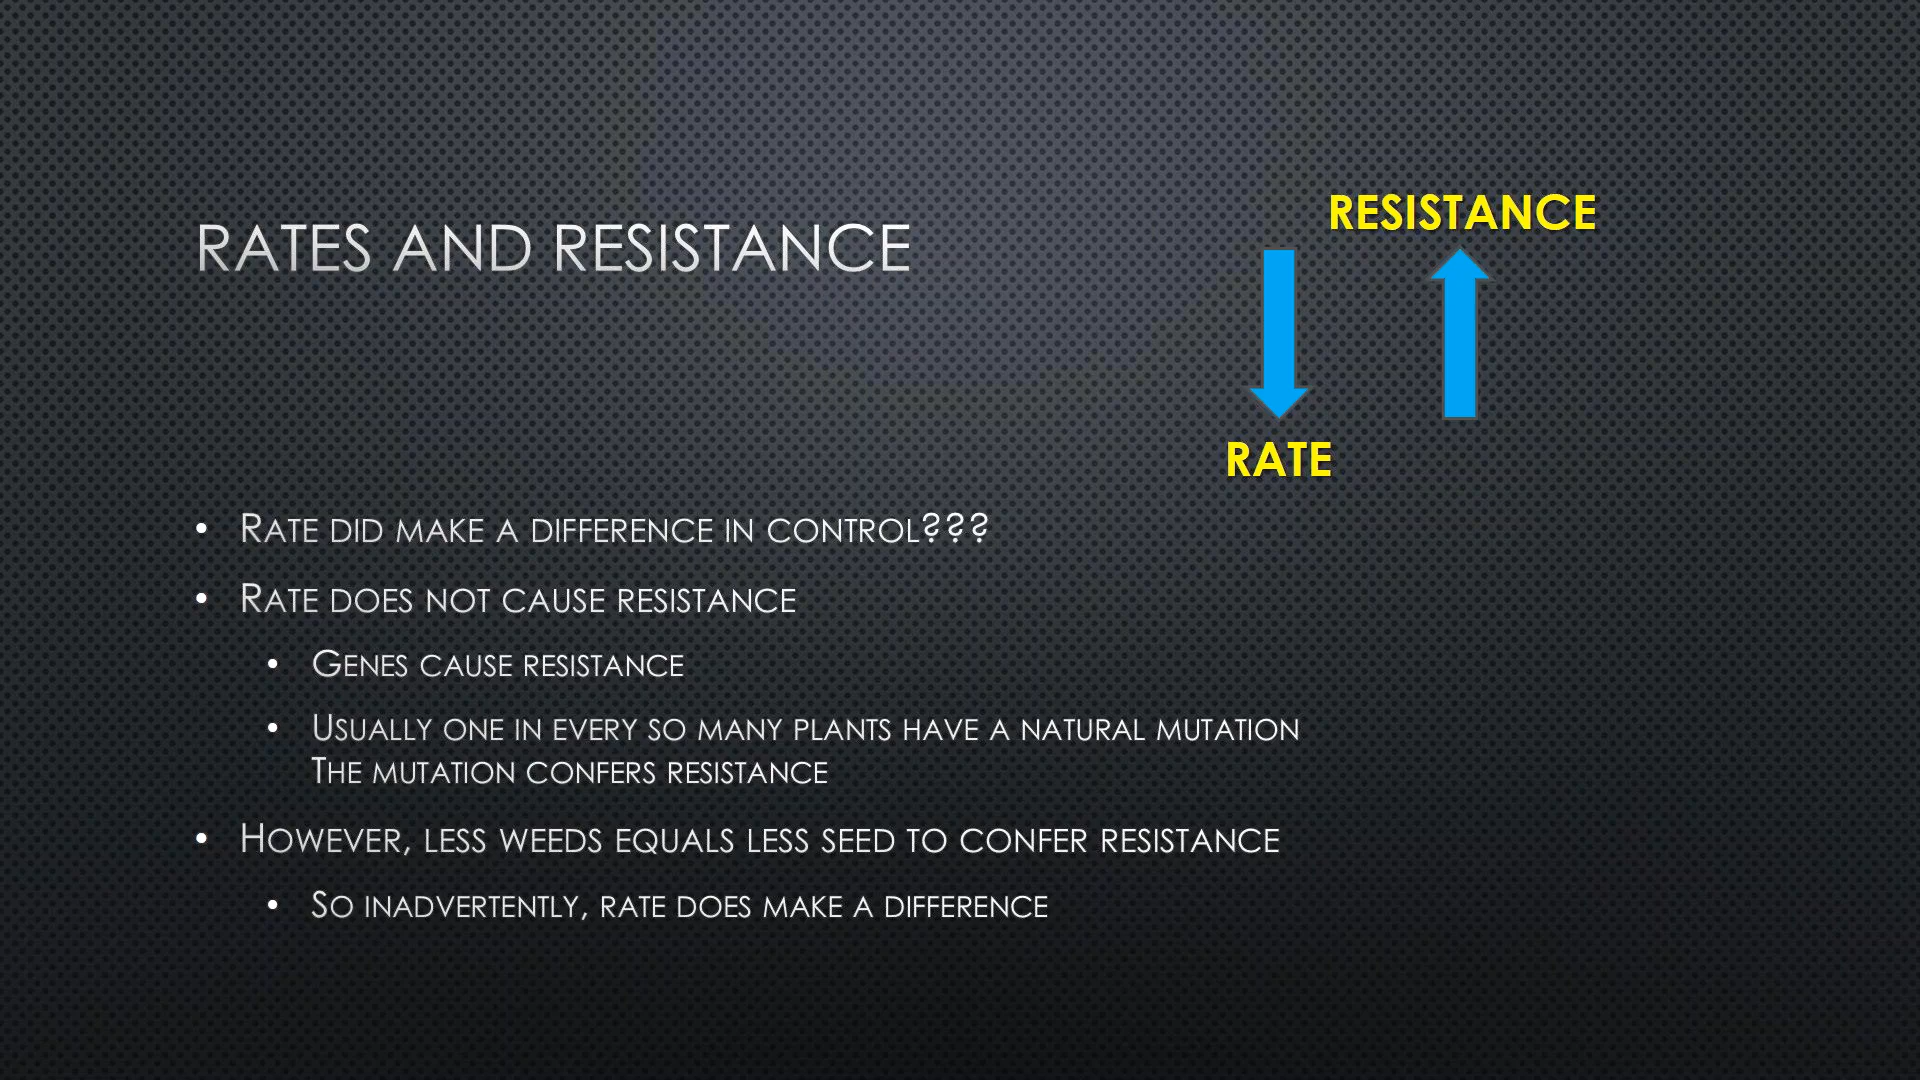 RATES AND RESISTANCE
RESISTANCE
RATE
• RATE DID MAKE A DIFFERENCE IN CONTROL???
• RATE DOES NOT CAUSE RESISTANCE
• GENES CAUSE RESISTANCE
• USUALLY ONE IN EVERY SO MANY PLANTS HAVE A NATURAL MUTATION
THE MUTATION CONFERS RESISTANCE
• HOWEVER, LESS WEEDS EQUALS LESS SEED TO CONFER RESISTANCE
• SO INADVERTENTLY, RATE DOES MAKE A DIFFERENCE